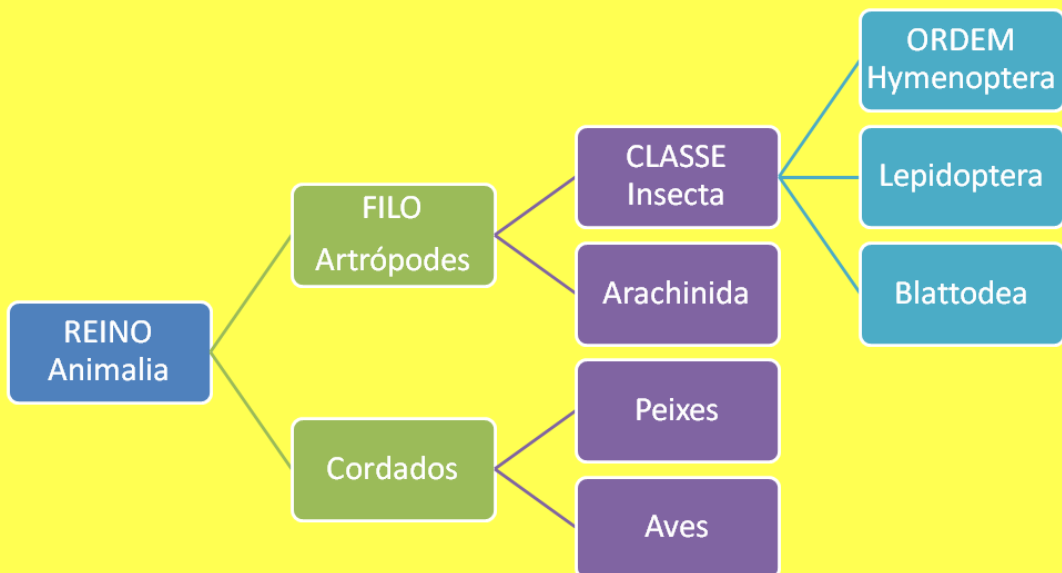 REINO
Animalia
FILO
Artrópodes
Cordados
CLASSE
Insecta
Arachinida
Peixes
Aves
ORDEM
Hymenoptera
Lepidoptera
Blattodea